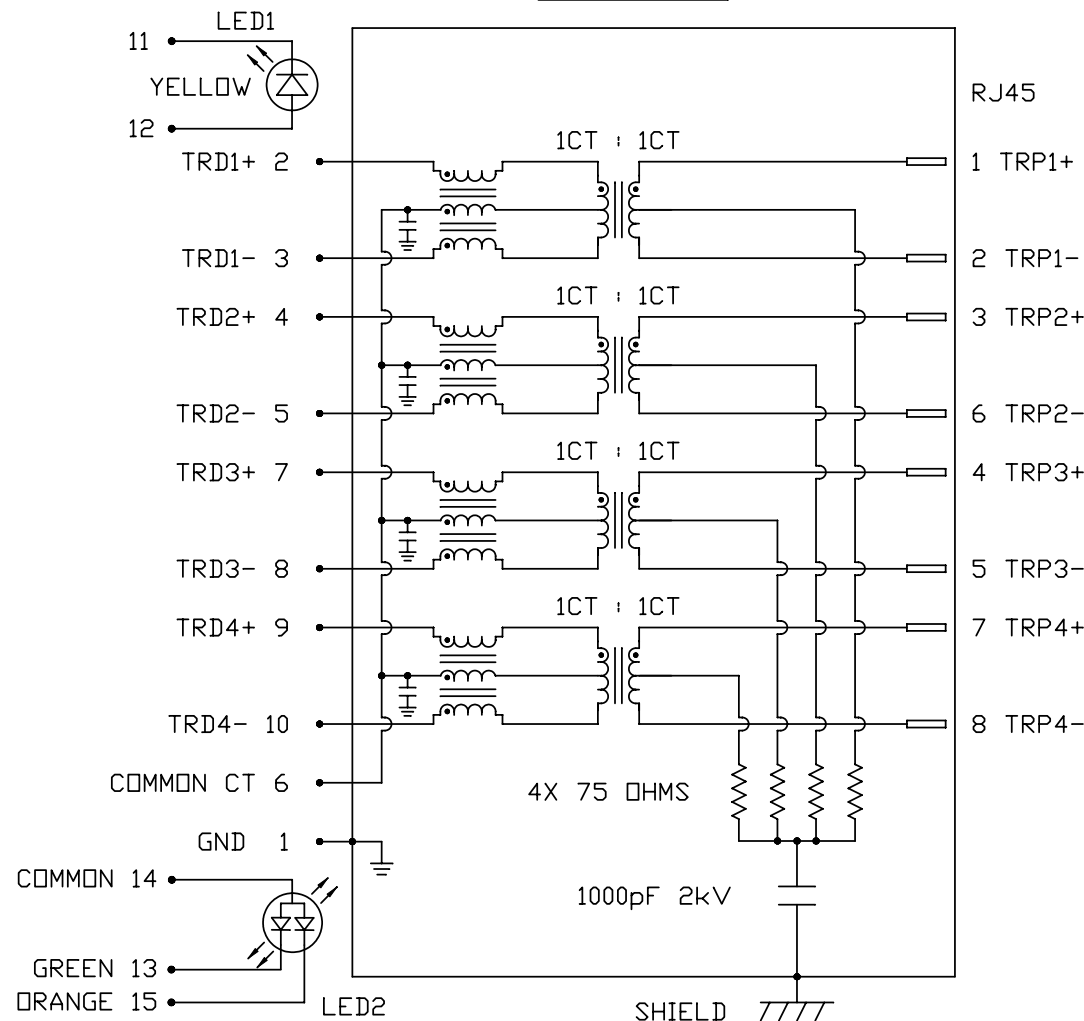 LED1
11
YELLOW
12
RJ45
1CT : 1CT
TRD1+ 2
1 TRP1+
TRD1- 3
2 TRP1-
1CT : 1CT
TRD2+ 4
3 TRP2+
TRD2- 5
6 TRP2-
1CT : 1CT
TRD3+ 7
4 TRP3+
TRD3- 8
5 TRP3-
1CT : 1CT
TRD4+ 9
7 TRP4+
TRD4- 10
8 TRP4-
COMMON CT 6
4X 75 OHMS
GND 1
COMMON 14
1000pF 2kV
GREEN 13
ORANGE 15
LED2
SHIELD